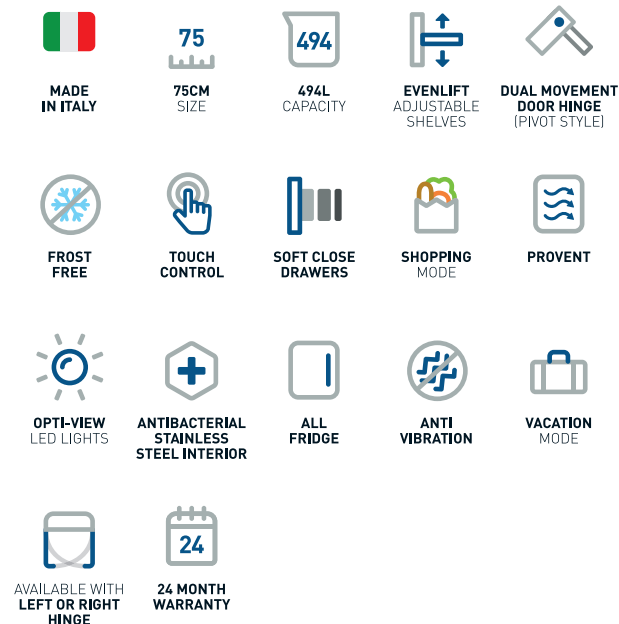 75
494
MADE
IN ITALY
75CM
SIZE
494L
CAPACITY
EVENLIFT
ADJUSTABLE
SHELVES
DUAL MOVEMENT
DOOR HINGE
(PIVOT STYLE)
FROST
FREE
TOUCH
CONTROL
SOFT CLOSE
DRAWERS
SHOPPING
MODE
PROVENT
OPTI-VIEW
LED LIGHTS
ANTIBACTERIAL
STAINLESS
STEEL INTERIOR
ALL
FRIDGE
ANTI
VIBRATION
VACATION
MODE
AVAILABLE WITH
LEFT OR RIGHT
HINGE
24
24 MONTH
WARRANTY